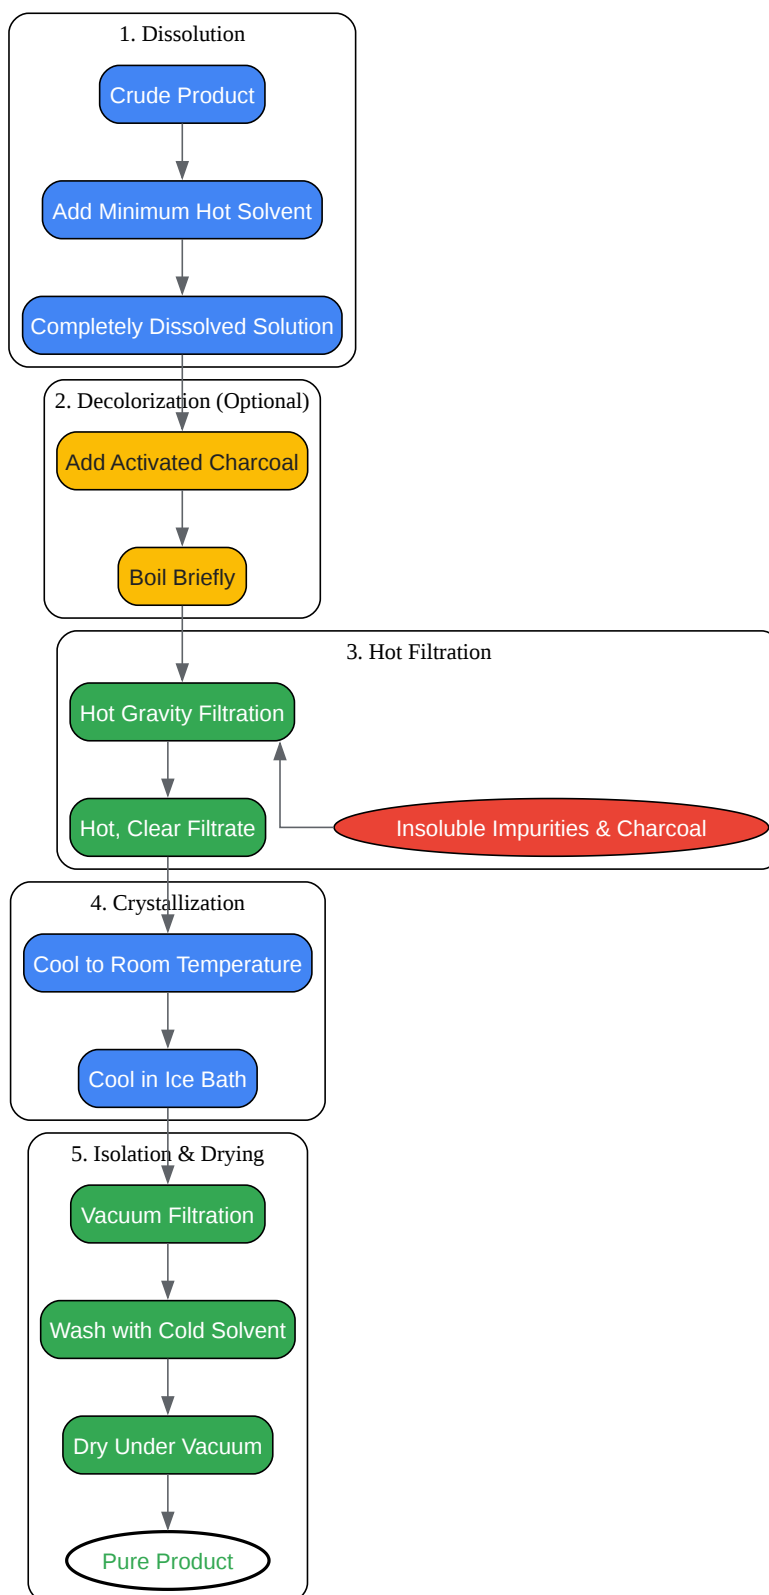 1. Dissolution
Crude Product
Add Minimum Hot Solvent
Completely Dissolved Solution
2. Decolorization (Optional)
Add Activated Charcoal
Boil Briefly
3. Hot Filtration
Hot Gravity Filtration
Hot, Clear Filtrate
Insoluble Impurities & Charcoal
4. Crystallization
Cool to Room Temperature
Cool in Ice Bath
5. Isolation & Drying
Vacuum Filtration
Wash with Cold Solvent
Dry Under Vacuum
Pure Product